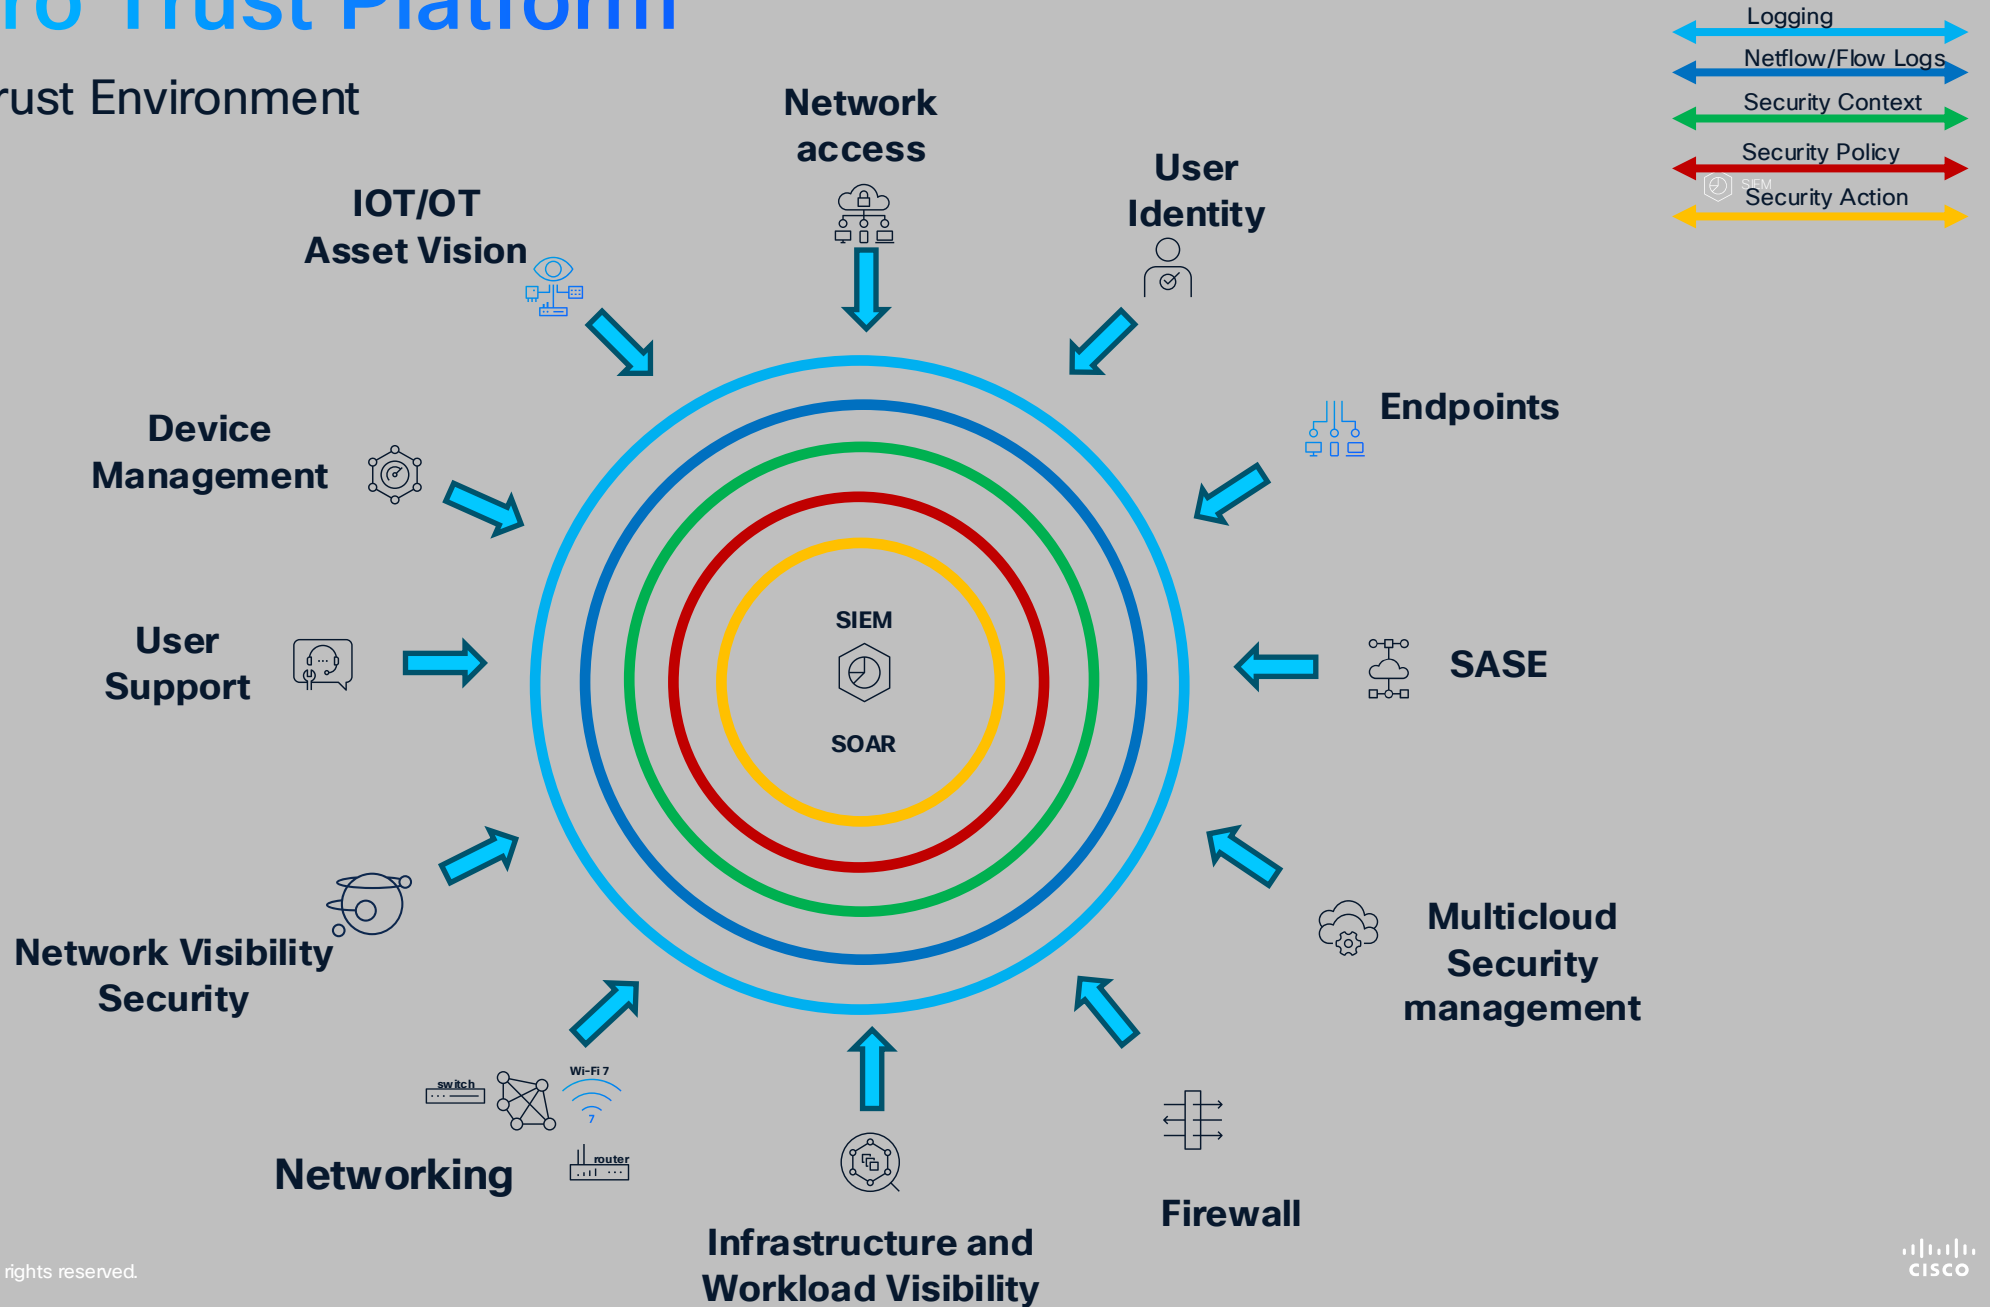 ro Trust Platform
rust Environment
Logging
Netflow/Flow Logs
Security Context
Security Policy
SIEM
Security Action
Network
access
User
Identity
IOT/OT
Asset Vision
Endpoints
Device
Management
User
Support
SIEM
SOAR
SASE
Network Visibility
Security
Multicloud
Security
management
switch
Wi-Fi 7
7
router
Networking
Firewall
Infrastructure and
Workload Visibility
rights reserved.
CISCO